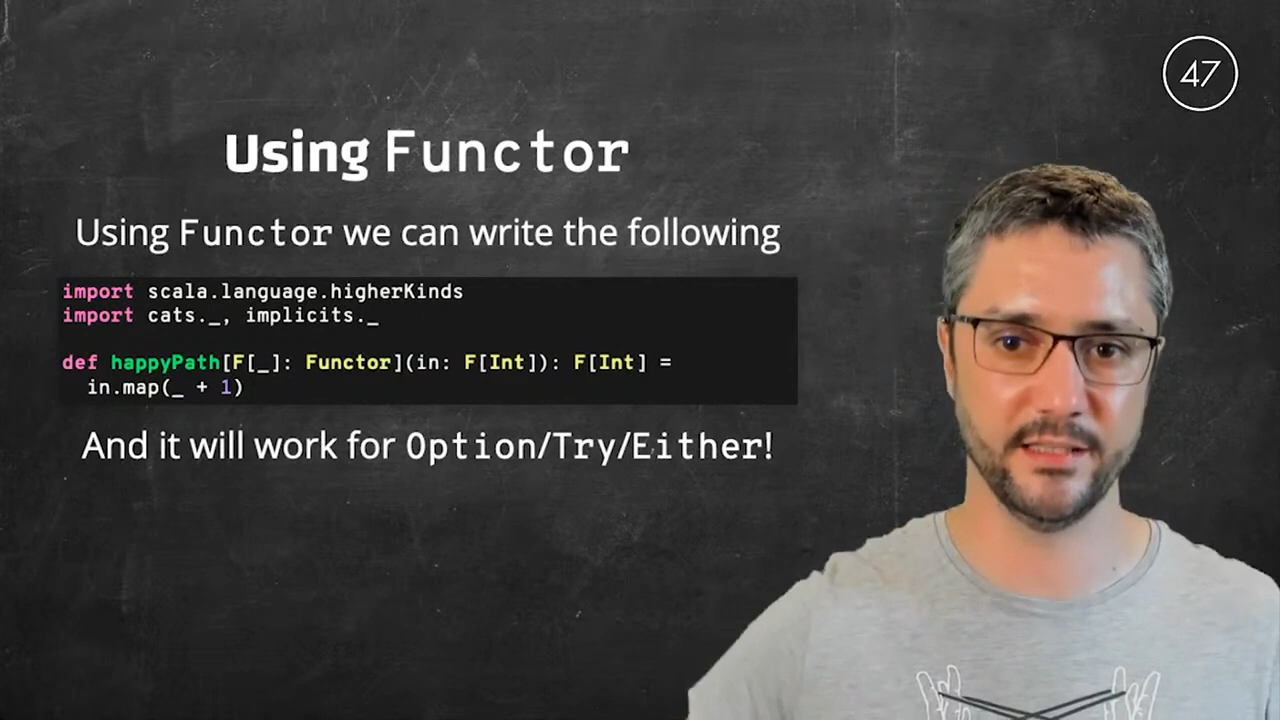 47
Using Functor
Using Functor we can write the following
import scala.language.higherKinds
import cats._, implicits._
def happyPath[F[_]: Functor](in: F[Int]): F[Int] =
  in.map(_ + 1)
And it will work for Option/Try/Either!